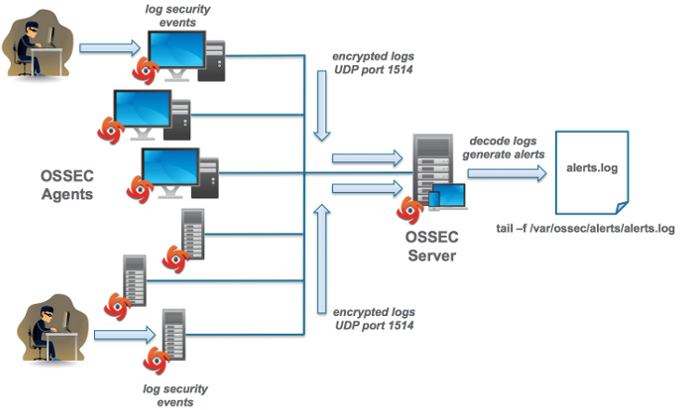 log security
events
encrypted logs
UDP port 1514
decode logs
generate alerts
alerts.log
OSSEC
Agents
tail –f /var/ossec/alerts/alerts.log
OSSEC
Server
encrypted logs
UDP port 1514
log security
events